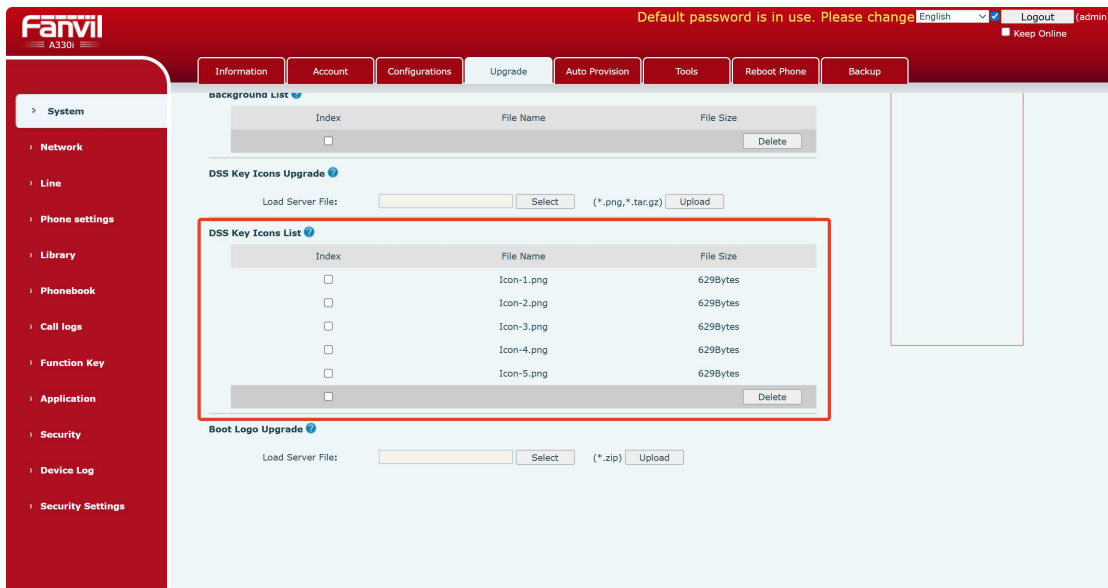 Default password is in use. Please change English Logout (admin
Fanvil
A330i
Keep Online
Information Account Configurations Upgrade Auto Provision Tools Reboot Phone Backup
System
Network
Line
Phone settings
Library
Phonebook
Call logs
Function Key
Application
Security
Device Log
Security Settings
Background List ?
Index File Name File Size
Delete
DSS Key Icons Upgrade ?
Load Server File: Select (*.png,*.tar.gz) Upload
DSS Key Icons List ?
Index File Name File Size
Icon-1.png 629Bytes
Icon-2.png 629Bytes
Icon-3.png 629Bytes
Icon-4.png 629Bytes
Icon-5.png 629Bytes
Delete
Boot Logo Upgrade ?
Load Server File: Select (*.zip) Upload